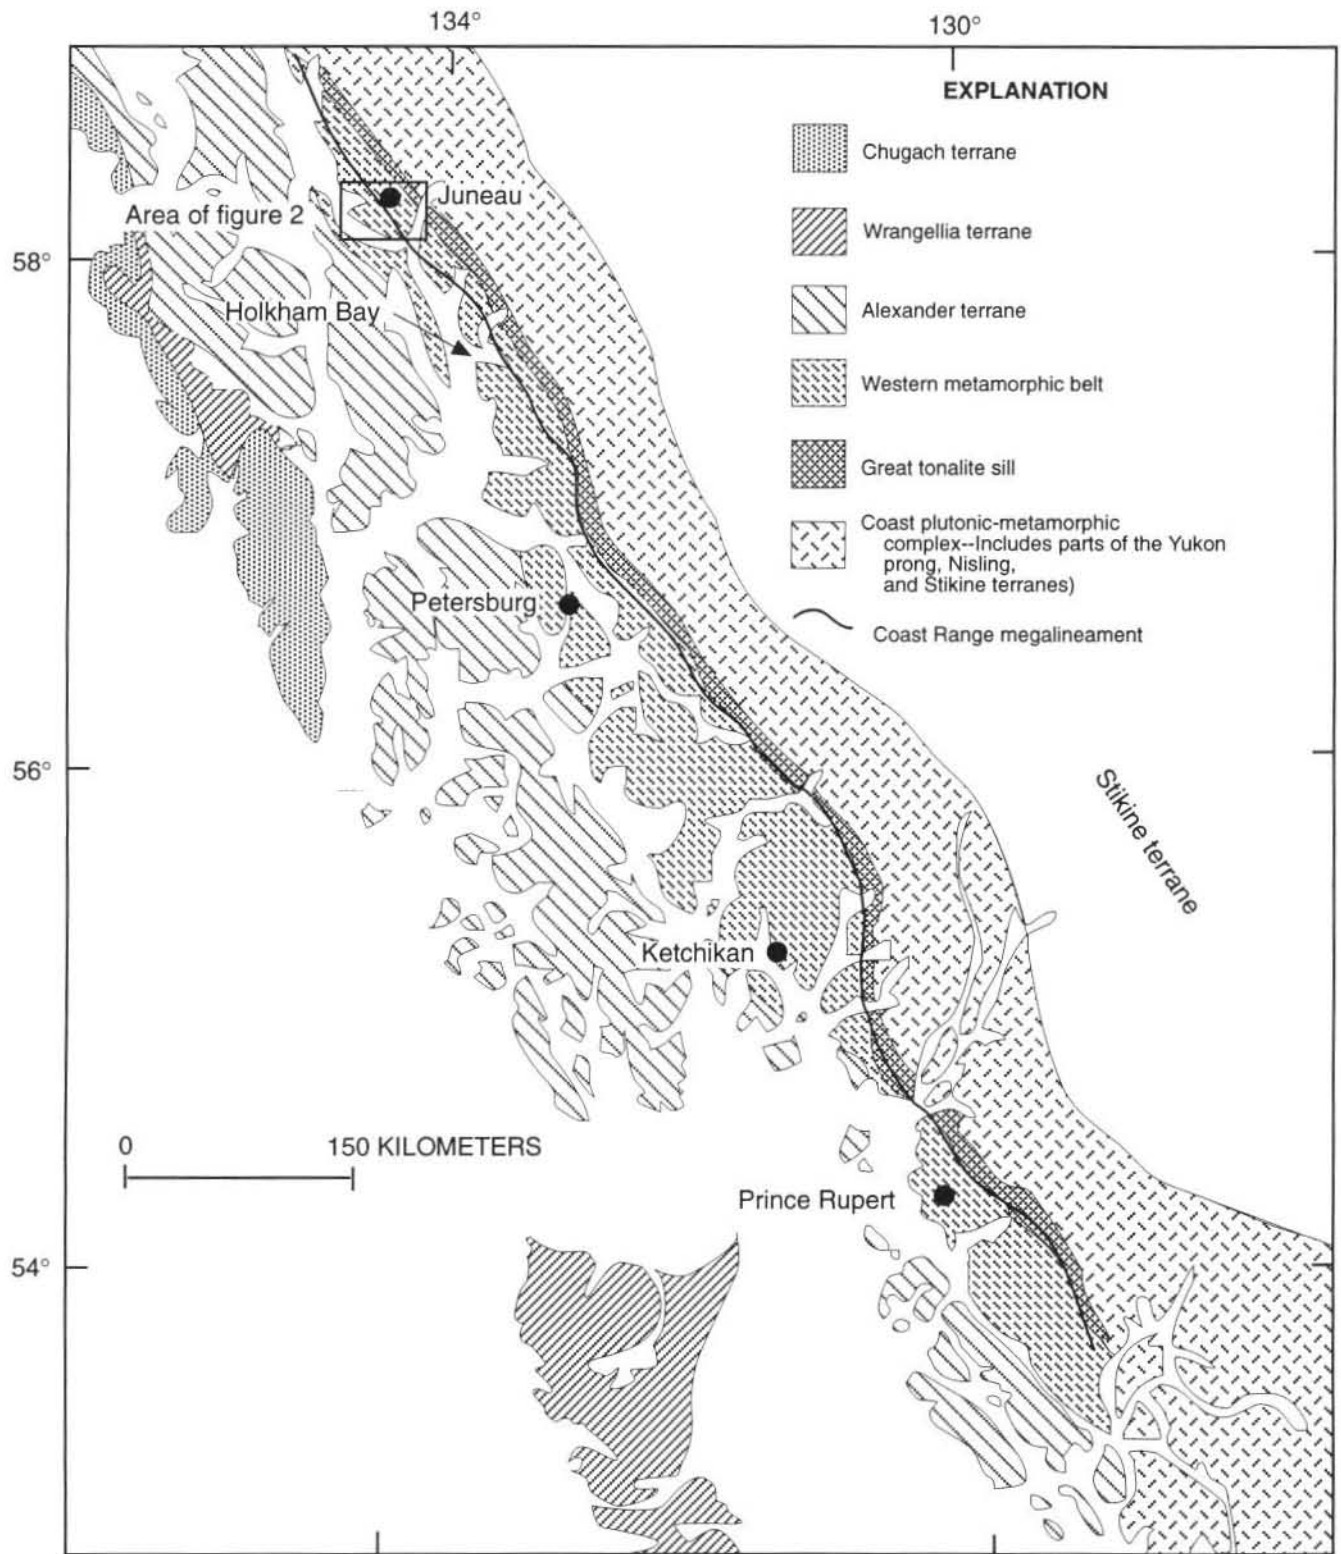 134°
130°
EXPLANATION
Chugach terrane
Wrangellia terrane
Alexander terrane
Western metamorphic belt
Great tonalite sill
Coast plutonic-metamorphic
complex--Includes parts of the Yukon
prong, Nisling,
and Stikine terranes)
Coast Range megalineament
Juneau
Area of figure 2
58°
Holkham Bay
Petersburg
56°
Stikine terrane
Ketchikan
0 150 KILOMETERS
Prince Rupert
54°